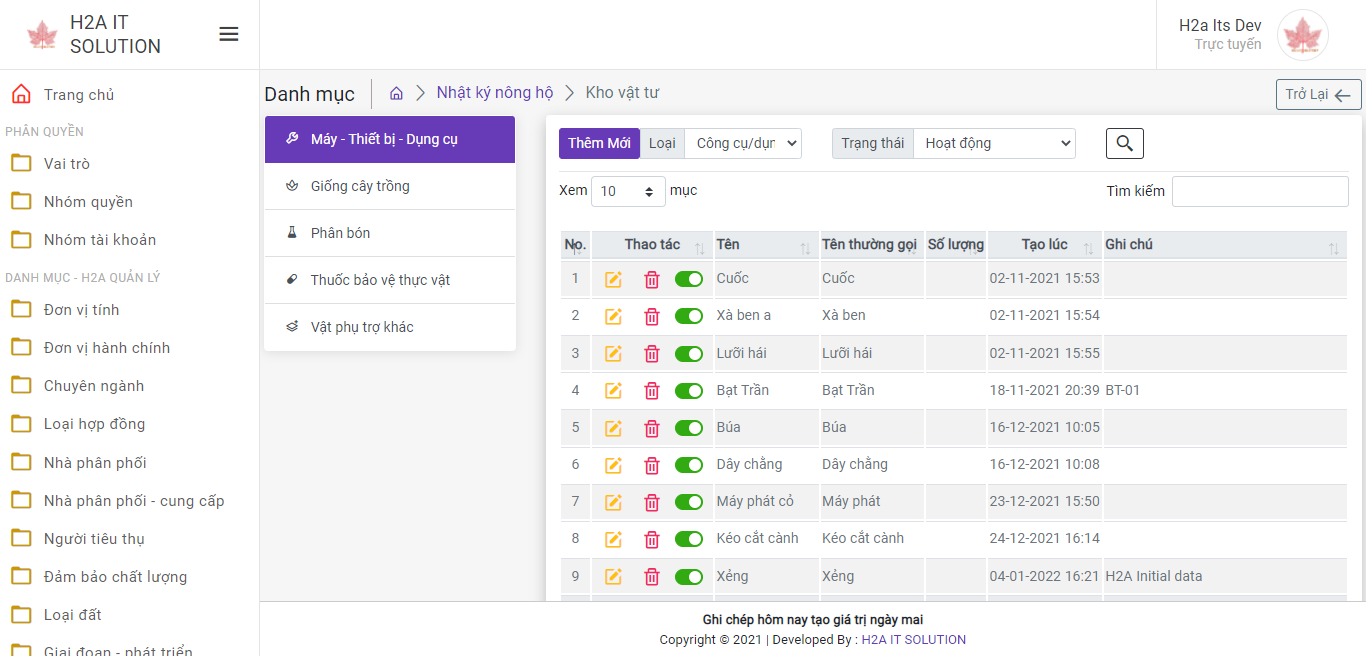 H2A IT
SOLUTION
H2a Its Dev
Trực tuyến
Trang chủ
PHÂN QUYỀN
Vai trò
Nhóm quyền
Nhóm tài khoản
DANH MỤC - H2A QUẢN LÝ
Đơn vị tính
Đơn vị hành chính
Chuyên ngành
Loại hợp đồng
Nhà phân phối
Nhà phân phối - cung cấp
Người tiêu thụ
Đảm bảo chất lượng
Loại đất
Giai đoạn - phát triển
Danh mục Nhật ký nông hộ Kho vật tư
Trở Lại
Máy - Thiết bị - Dụng cụ
Giống cây trồng
Phân bón
Thuốc bảo vệ thực vật
Vật phụ trợ khác
Thêm Mới Loại Công cụ/dụn Trạng thái Hoạt động
Xem 10 mục Tìm kiếm
No. Thao tác Tên Tên thường gọi Số lượng Tạo lúc Ghi chú
1 Cuốc Cuốc 02-11-2021 15:53
2 Xà ben a Xà ben 02-11-2021 15:54
3 Lưỡi hái Lưỡi hái 02-11-2021 15:55
4 Bạt Trần Bạt Trần 18-11-2021 20:39 BT-01
5 Búa Búa 16-12-2021 10:05
6 Dây chằng Dây chằng 16-12-2021 10:08
7 Máy phát cỏ Máy phát 23-12-2021 15:50
8 Kéo cắt cành Kéo cắt cành 24-12-2021 16:14
9 Xẻng Xẻng 04-01-2022 16:21 H2A Initial data
Ghi chép hôm nay tạo giá trị ngày mai
Copyright © 2021 | Developed By : H2A IT SOLUTION